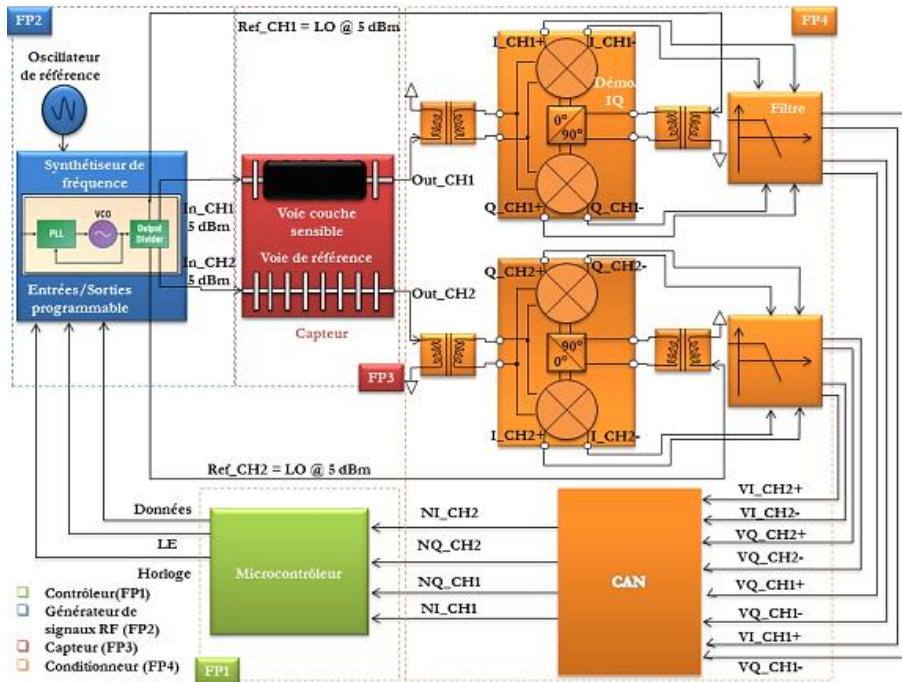 FP2
Ref_CH1 = LO @ 5 dBm
I_CH1+
I_CH1-
FP4
Oscillateur
de référence
Démo
IQ
Filtre
0°
90°
Synthétiseur de
fréquence
Out_CH1
In_CH1
5 dBm
Voie couche
sensible
Q_CH1+
Q_CH1-
VCO
PLL
Output
Divider
In_CH2
5 dBm
Voie de référence
Q_CH2+
Q_CH2-
Entrées/Sorties
programmable
Out_CH2
Capteur
90°
0°
FP3
I_CH2+
I_CH2-
Ref_CH2 = LO @ 5 dBm
Données
LE
Horloge
Microcontrôleur
NI_CH2
NQ_CH2
NQ_CH1
NI_CH1
CAN
VI_CH2+
VI_CH2-
VQ_CH2+
VQ_CH2-
VQ_CH1+
VQ_CH1-
VI_CH1+
VQ_CH1-
Contrôleur(FP1)
Générateur de
signaux RF (FP2)
Capteur (FP3)
Conditionneur (FP4)
FP1